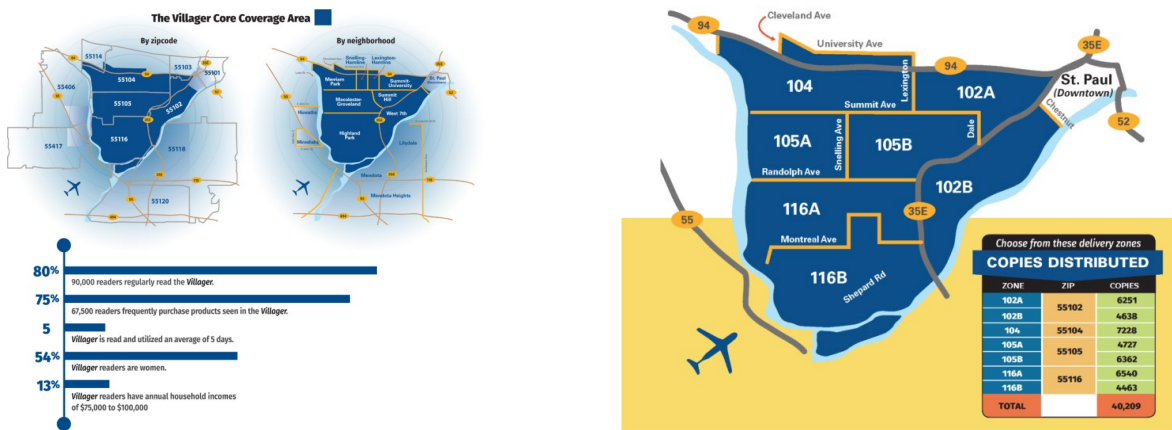 The Villager Core Coverage Area
By zipcode
55114
94
55103
55101
55104
55406
55105
55102
55116
55417
55118
55120
By neighborhood
Snelling-
Hamline
Lexington-
Hamline
Merriam
Park
Summit-
University
St. Paul
Macalester
Groveland
Summit
Hill
West 7th
Highland
Park
Lilydale
Mendota
Mendota Heights
80%
90,000 readers regularly read the Villager.
75%
67,500 readers frequently purchase products seen in the Villager.
5
Villager is read and utilized an average of 5 days.
54%
Villager readers are women.
13%
Villager readers have annual household incomes
of $75,000 to $100,000
Cleveland Ave
94
University Ave
35E
94
104
Lexington
102A
St. Paul
(Downtown)
Summit Ave
Chestnut
52
105A
Snelling Ave
105B
Dale
Randolph Ave
102B
116A
35E
55
Montreal Ave
116B
Shepard Rd
Choose from these delivery zones
COPIES DISTRIBUTED
ZONE ZIP COPIES
102A 55102 6251
102B 4638
104 55104 7228
105A 55105 4727
105B 6362
116A 55116 6540
116B 4463
TOTAL 40,209